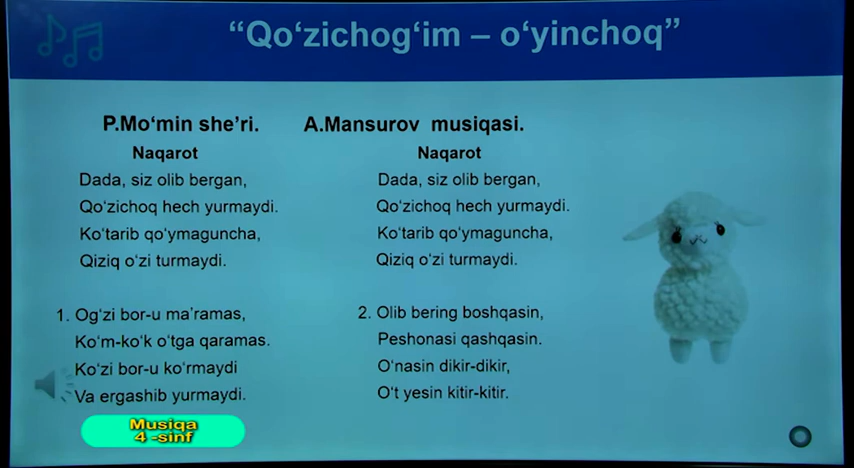 “Qo‘zichog‘im – o‘yinchoq”
P.Mo‘min she’ri. A.Mansurov musiqasi.
Naqarot
Dada, siz olib bergan,
Qo‘zichoq hech yurmaydi.
Ko‘tarib qo‘ymaguncha,
Qiziq o‘zi turmaydi.
1. Og‘zi bor-u ma’ramas,
Ko‘m-ko‘k o‘tga qaramas.
Ko‘zi bor-u ko‘rmaydi
Va ergashib yurmaydi.
Naqarot
Dada, siz olib bergan,
Qo‘zichoq hech yurmaydi.
Ko‘tarib qo‘ymaguncha,
Qiziq o‘zi turmaydi.
2. Olib bering boshqasin,
Peshonasi qashqasin.
O‘nasin dikir-dikir,
O‘t yesin kitir-kitir.
Musiqa
4 -sinf